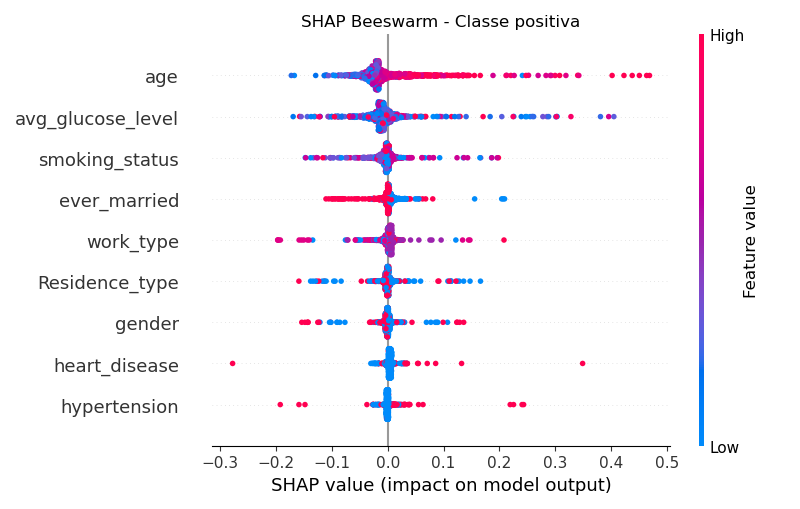 SHAP Beeswarm - Classe positiva
High
age
avg_glucose_level
smoking_status
ever_married
work_type
Residence_type
gender
heart_disease
hypertension
Feature value
Low
−0.3 −0.2 −0.1 0.0 0.1 0.2 0.3 0.4 0.5
SHAP value (impact on model output)